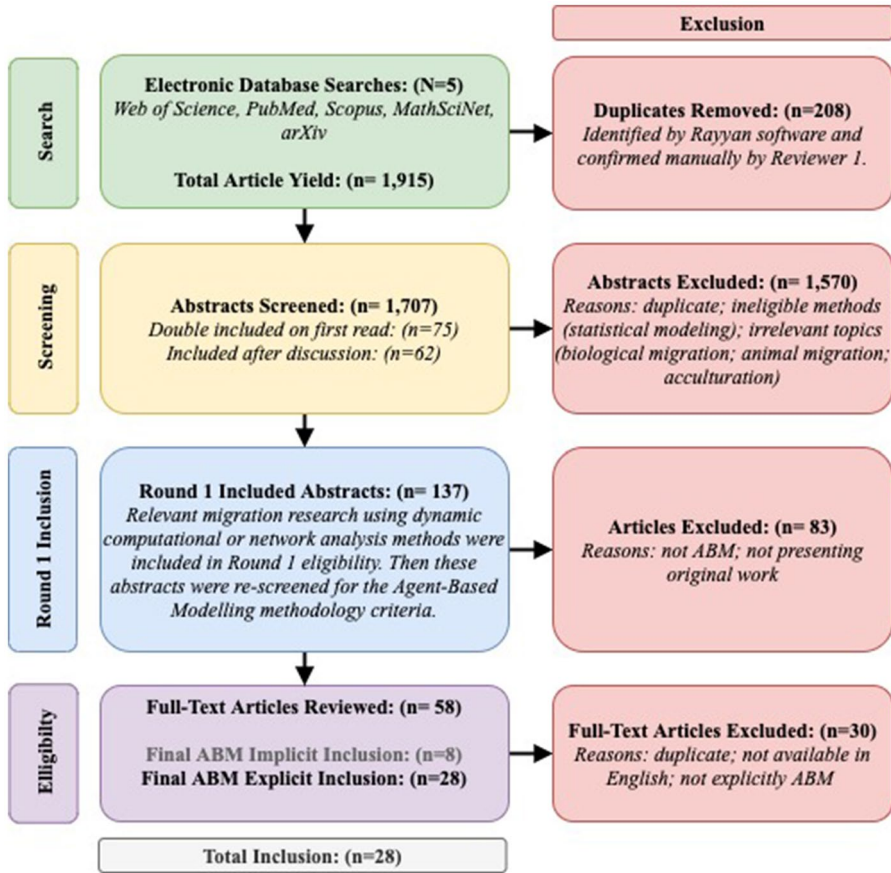 Exclusion
Search
Electronic Database Searches: (N=5)
Web of Science, PubMed, Scopus, MathSciNet,
arXiv
Total Article Yield: (n= 1,915)
Duplicates Removed: (n=208)
Identified by Rayyan software and
confirmed manually by Reviewer 1.
Screening
Abstracts Screened: (n= 1,707)
Double included on first read: (n=75)
Included after discussion: (n=62)
Abstracts Excluded: (n= 1,570)
Reasons: duplicate; ineligible methods
(statistical modeling); irrelevant topics
(biological migration; animal migration;
acculturation)
Round 1 Inclusion
Round 1 Included Abstracts: (n= 137)
Relevant migration research using dynamic
computational or network analysis methods were
included in Round 1 eligibility. Then these
abstracts were re-screened for the Agent-Based
Modelling methodology criteria.
Articles Excluded: (n= 83)
Reasons: not ABM; not presenting
original work
Elligibilty
Full-Text Articles Reviewed: (n= 58)
Final ABM Implicit Inclusion: (n=8)
Final ABM Explicit Inclusion: (n=28)
Full-Text Articles Excluded: (n=30)
Reasons: duplicate; not available in
English; not explicitly ABM
Total Inclusion: (n=28)